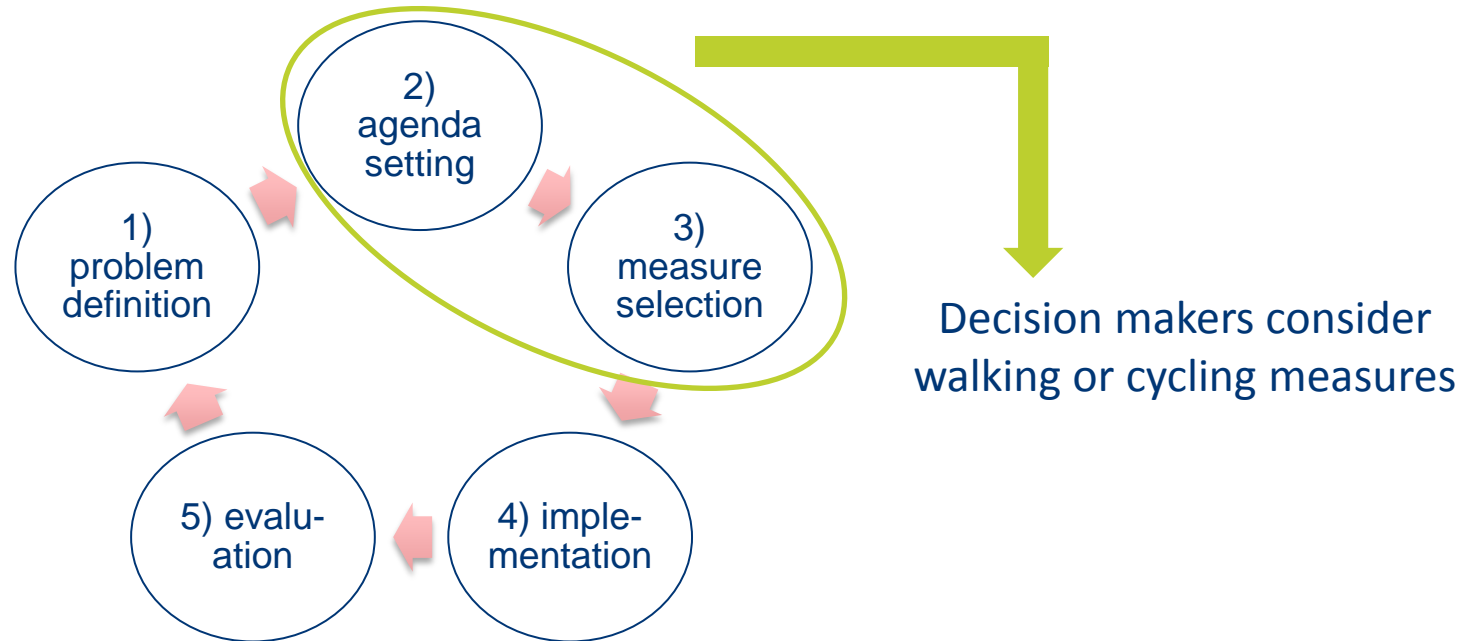 2)
agenda
setting
1)
problem
definition
3)
measure
selection
Decision makers consider
walking or cycling measures
5) evalu-
ation
4) imple-
mentation